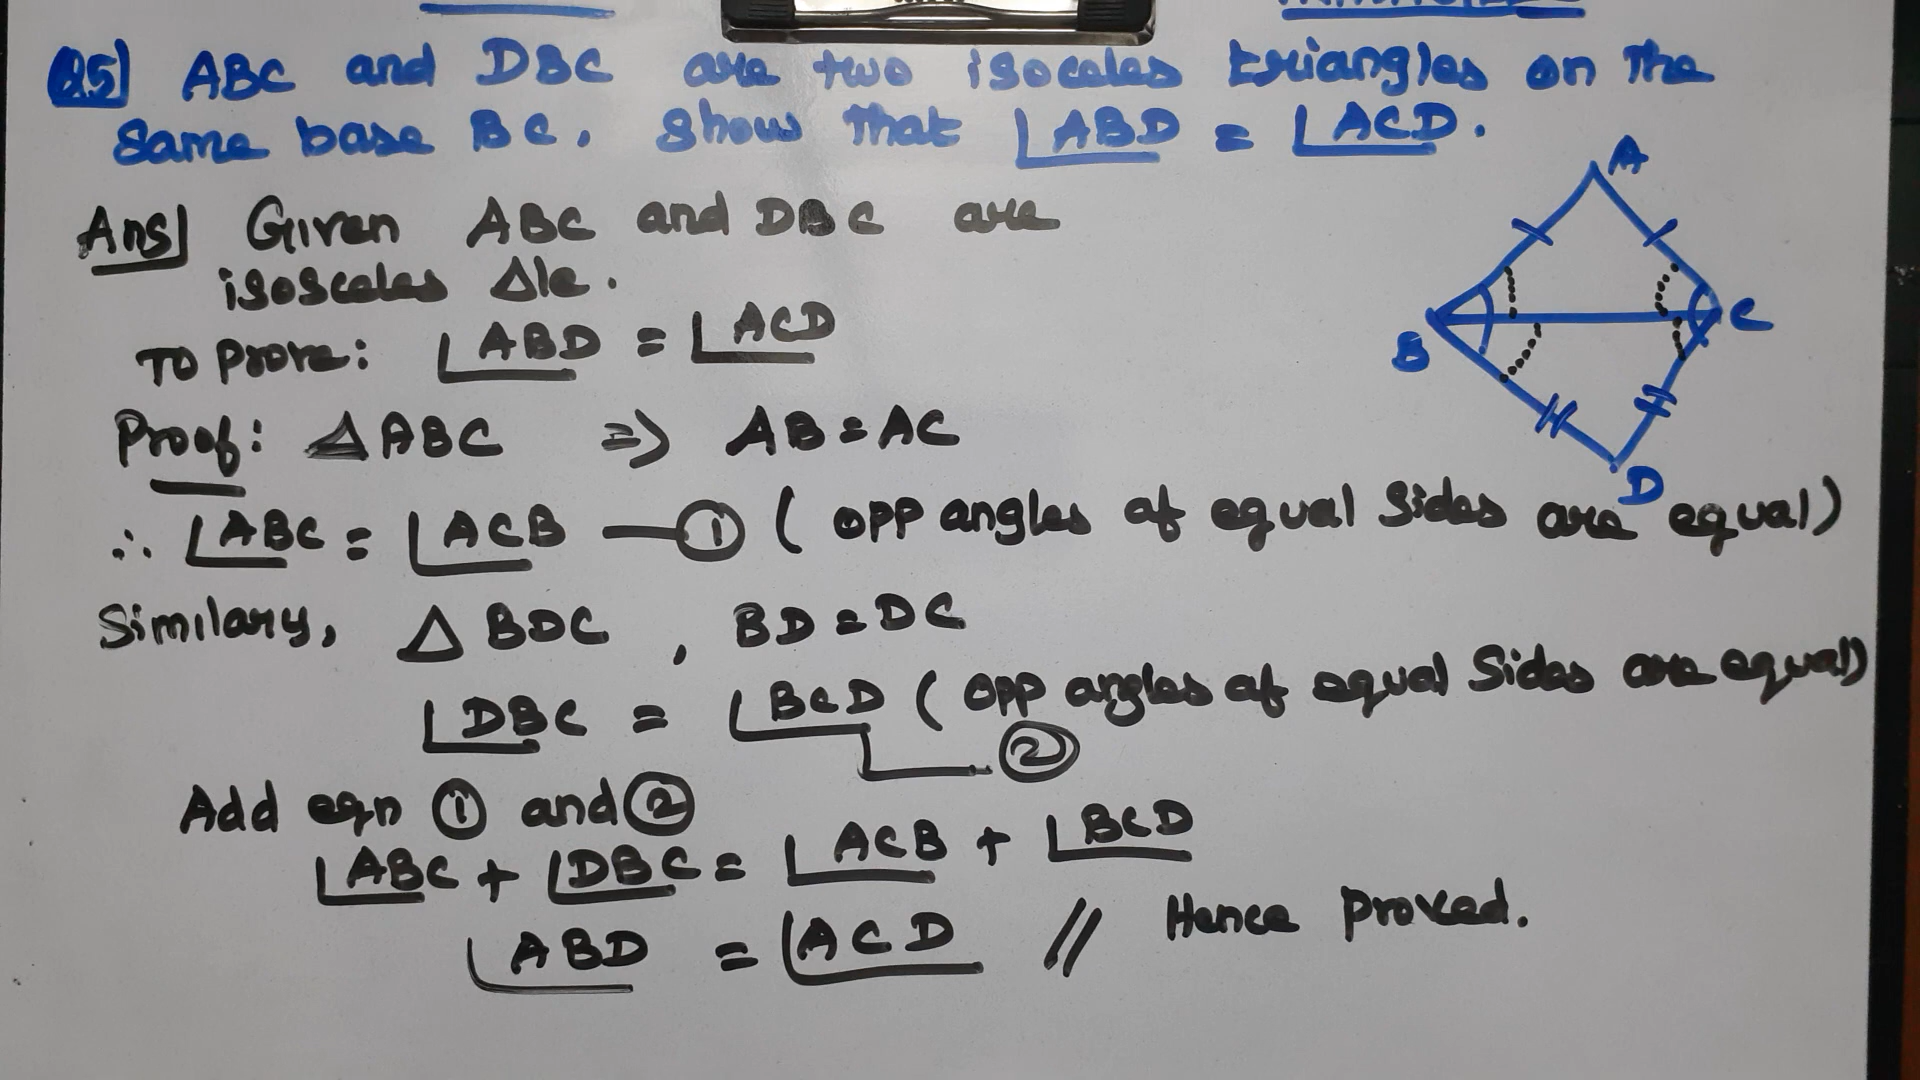 Q5] ABC and DBC are two isoceles triangles on the
same base BC. Show that ∠ABD = ∠ACD.
A
B
C
D
Ans] Given ABC and DBC are
isosceles Δle.
To Prove: ∠ABD = ∠ACD
Proof: ΔABC => AB = AC
∴ ∠ABC = ∠ACB — ① ( opp angles of equal Sides are equal)
Similary, Δ BDC , BD = DC
∠DBC = ∠BCD ( opp angles of equal Sides are equal)
②
Add eqn ① and ②
∠ABC + ∠DBC = ∠ACB + ∠BCD
∠ABD = ∠ACD // Hence Proved.